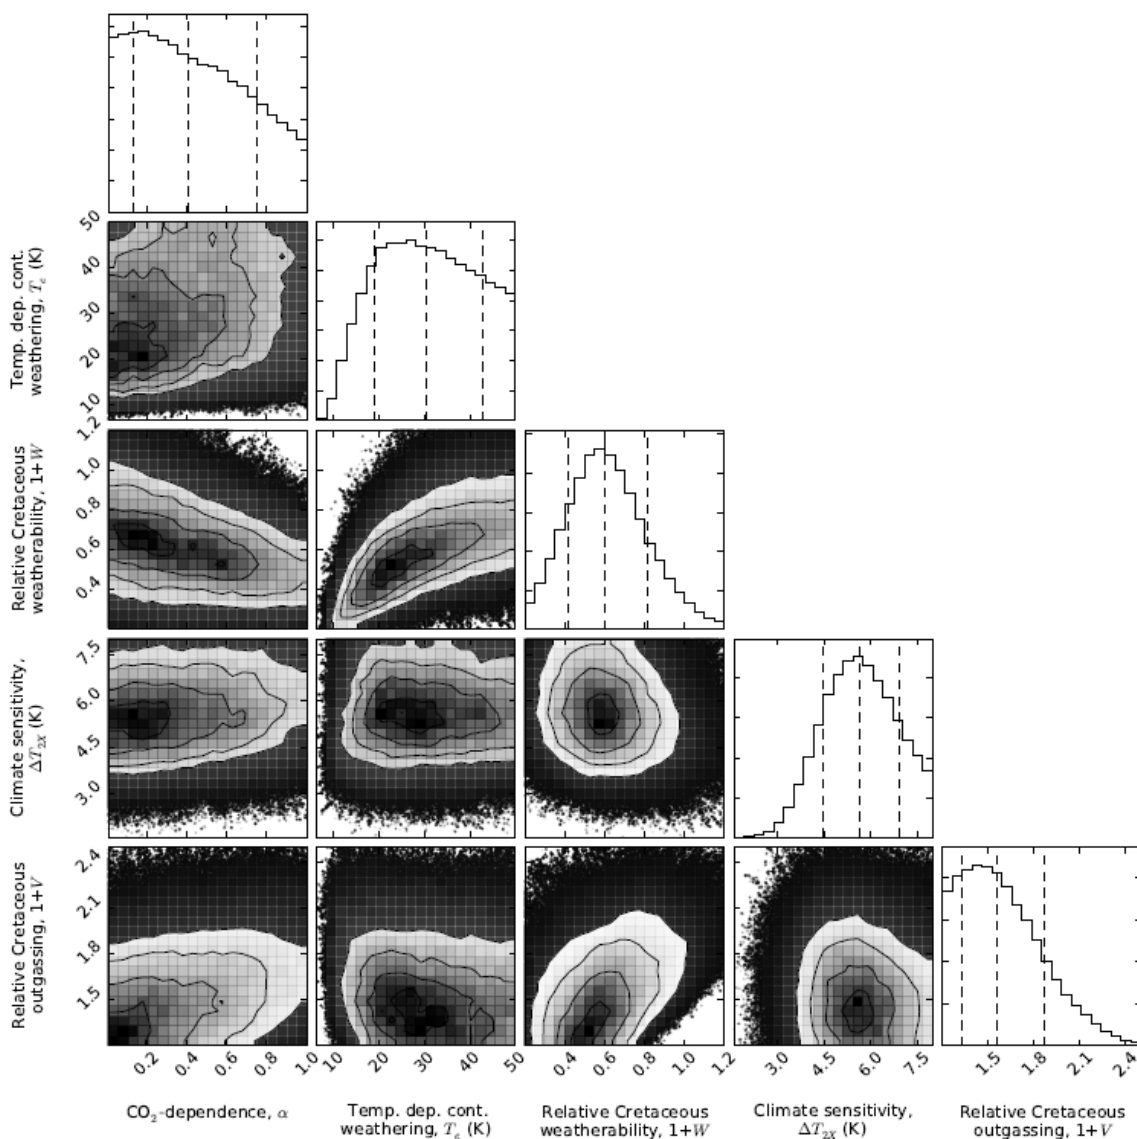 50
40
30
20
10
Temp. dep. cont.
weathering, T_e (K)
1.2
1.0
0.8
0.6
0.4
Relative Cretaceous
weatherability, 1+W
7.5
6.0
4.5
3.0
Climate sensitivity,
ΔT_2X (K)
2.4
2.1
1.8
1.5
Relative Cretaceous
outgassing, 1+V
0.2 0.4 0.6 0.8 1.0
10 20 30 40 50
0.4 0.6 0.8 1.0 1.2
3.0 4.5 6.0 7.5
1.5 1.8 2.1 2.4
CO₂-dependence, α
Temp. dep. cont.
weathering, T_e (K)
Relative Cretaceous
weatherability, 1+W
Climate sensitivity,
ΔT_2X (K)
Relative Cretaceous
outgassing, 1+V